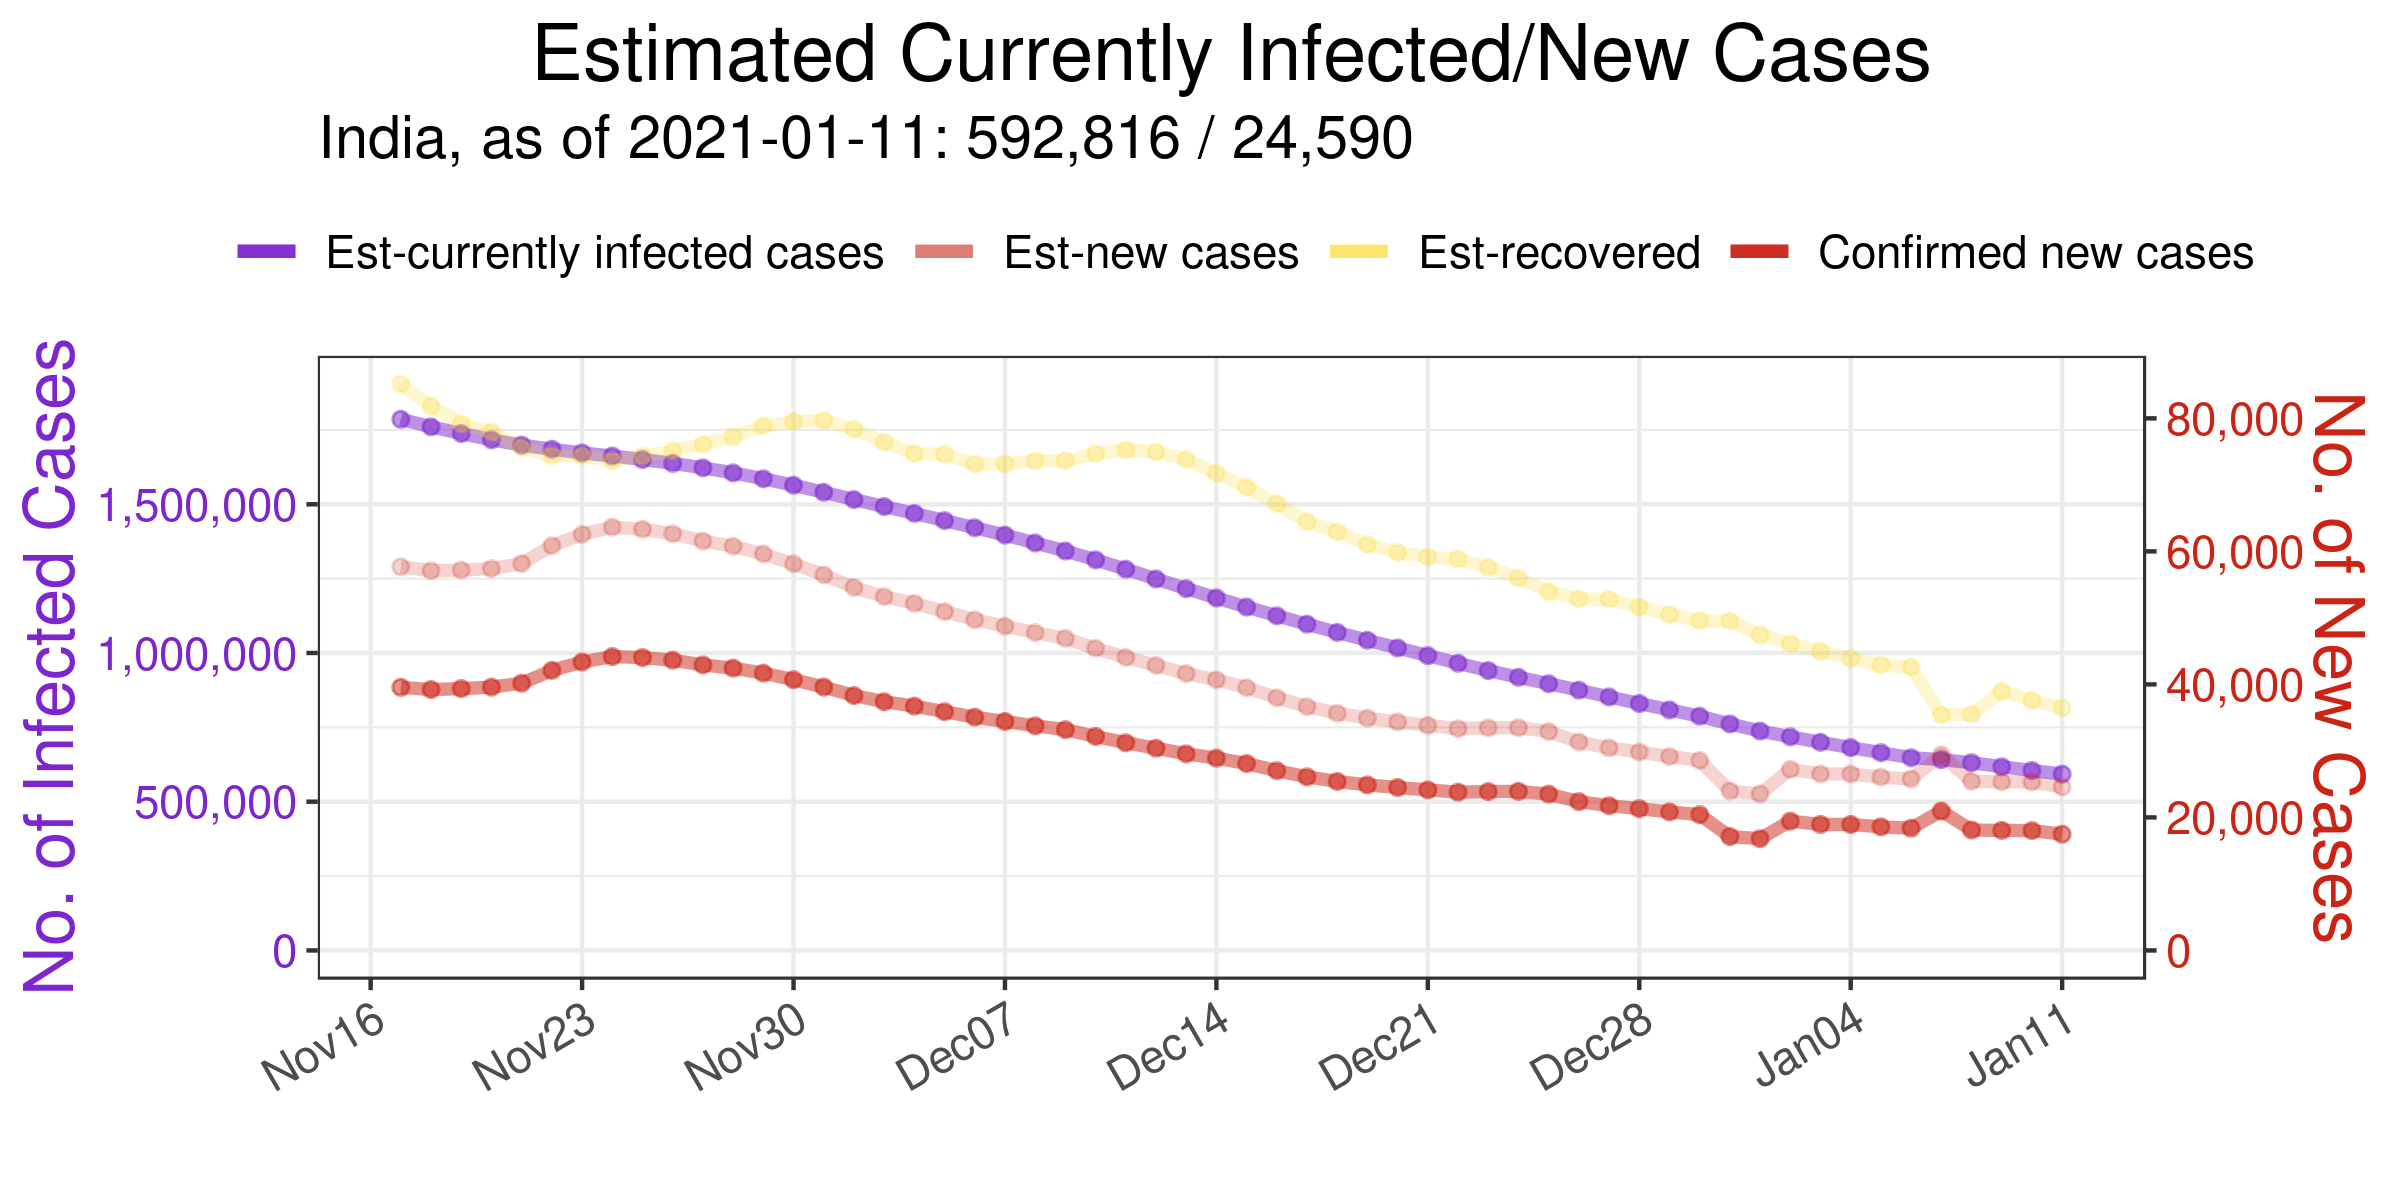 Estimated Currently Infected/New Cases
India, as of 2021-01-11: 592,816 / 24,590
Est-currently infected cases Est-new cases Est-recovered Confirmed new cases
No. of Infected Cases
1,500,000
1,000,000
500,000
0
80,000
60,000
40,000
20,000
0
No. of New Cases
Nov16 Nov23 Nov30 Dec07 Dec14 Dec21 Dec28 Jan04 Jan11